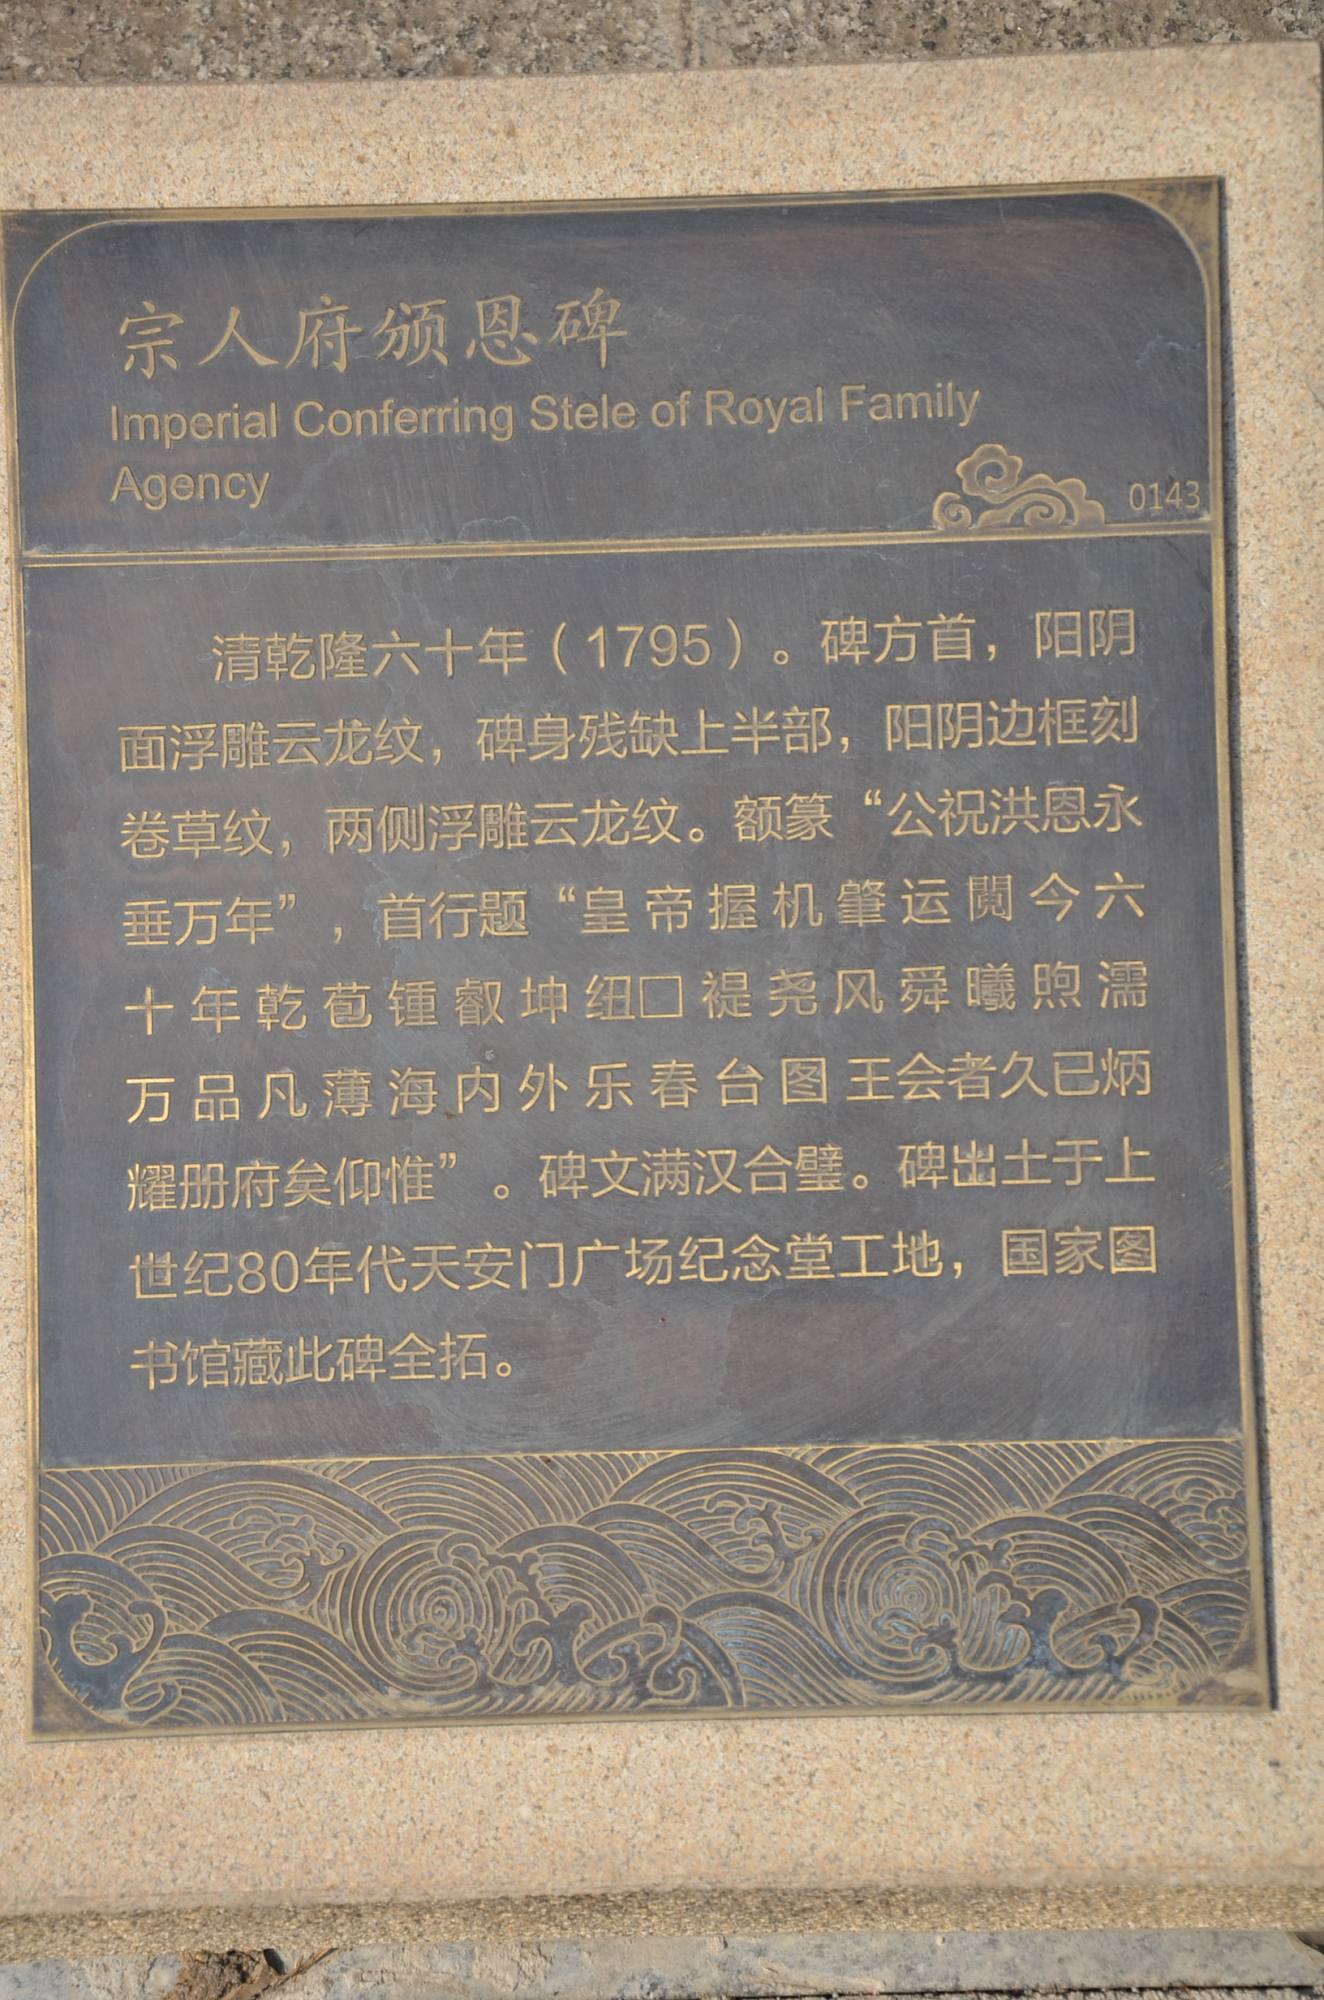 宗人府颁恩碑
Imperial Conferring Stele of Royal Family
Agency
0143
清乾隆六十年（1795）。碑方首，阳阴
面浮雕云龙纹，碑身残缺上半部，阳阴边框刻
卷草纹，两侧浮雕云龙纹。额篆“公祝洪恩永
垂万年”，首行题“皇帝握机肇运閲今六
十年乾苞锺叡坤纽□禔尧风舜曦煦濡
万品凡薄海内外乐春台图王会者久已炳
耀册府矣仰惟”。碑文满汉合璧。碑出土于上
世纪80年代天安门广场纪念堂工地，国家图
书馆藏此碑全拓。